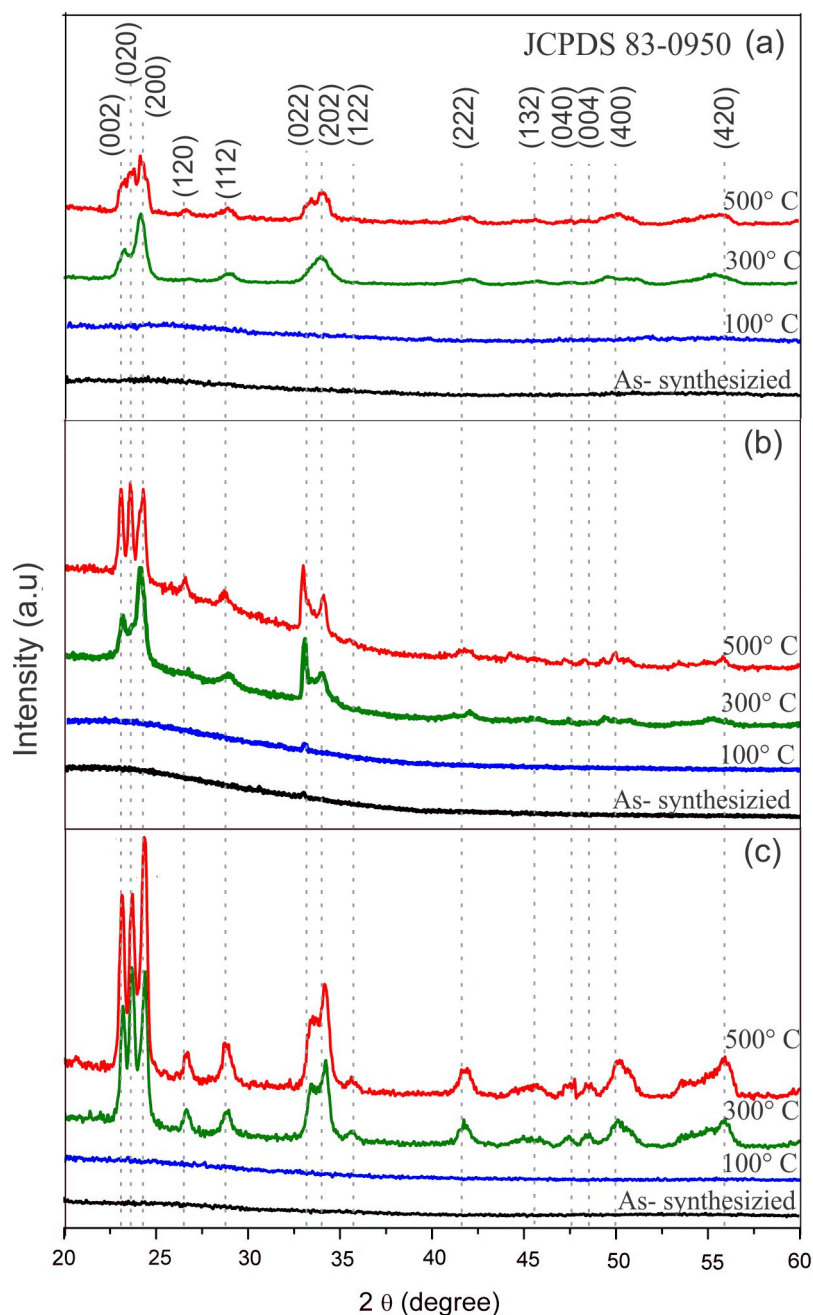 JCPDS 83-0950 (a)
(002)
(020)
(200)
(120)
(112)
(022)
(202)
(122)
(222)
(132)
(040)
(004)
(400)
(420)
500° C
300° C
100° C
As- synthesizied
(b)
500° C
300° C
100° C
As- synthesizied
(c)
500° C
300° C
100° C
As- synthesizied
Intensity (a.u)
20 25 30 35 40 45 50 55 60
2 θ (degree)